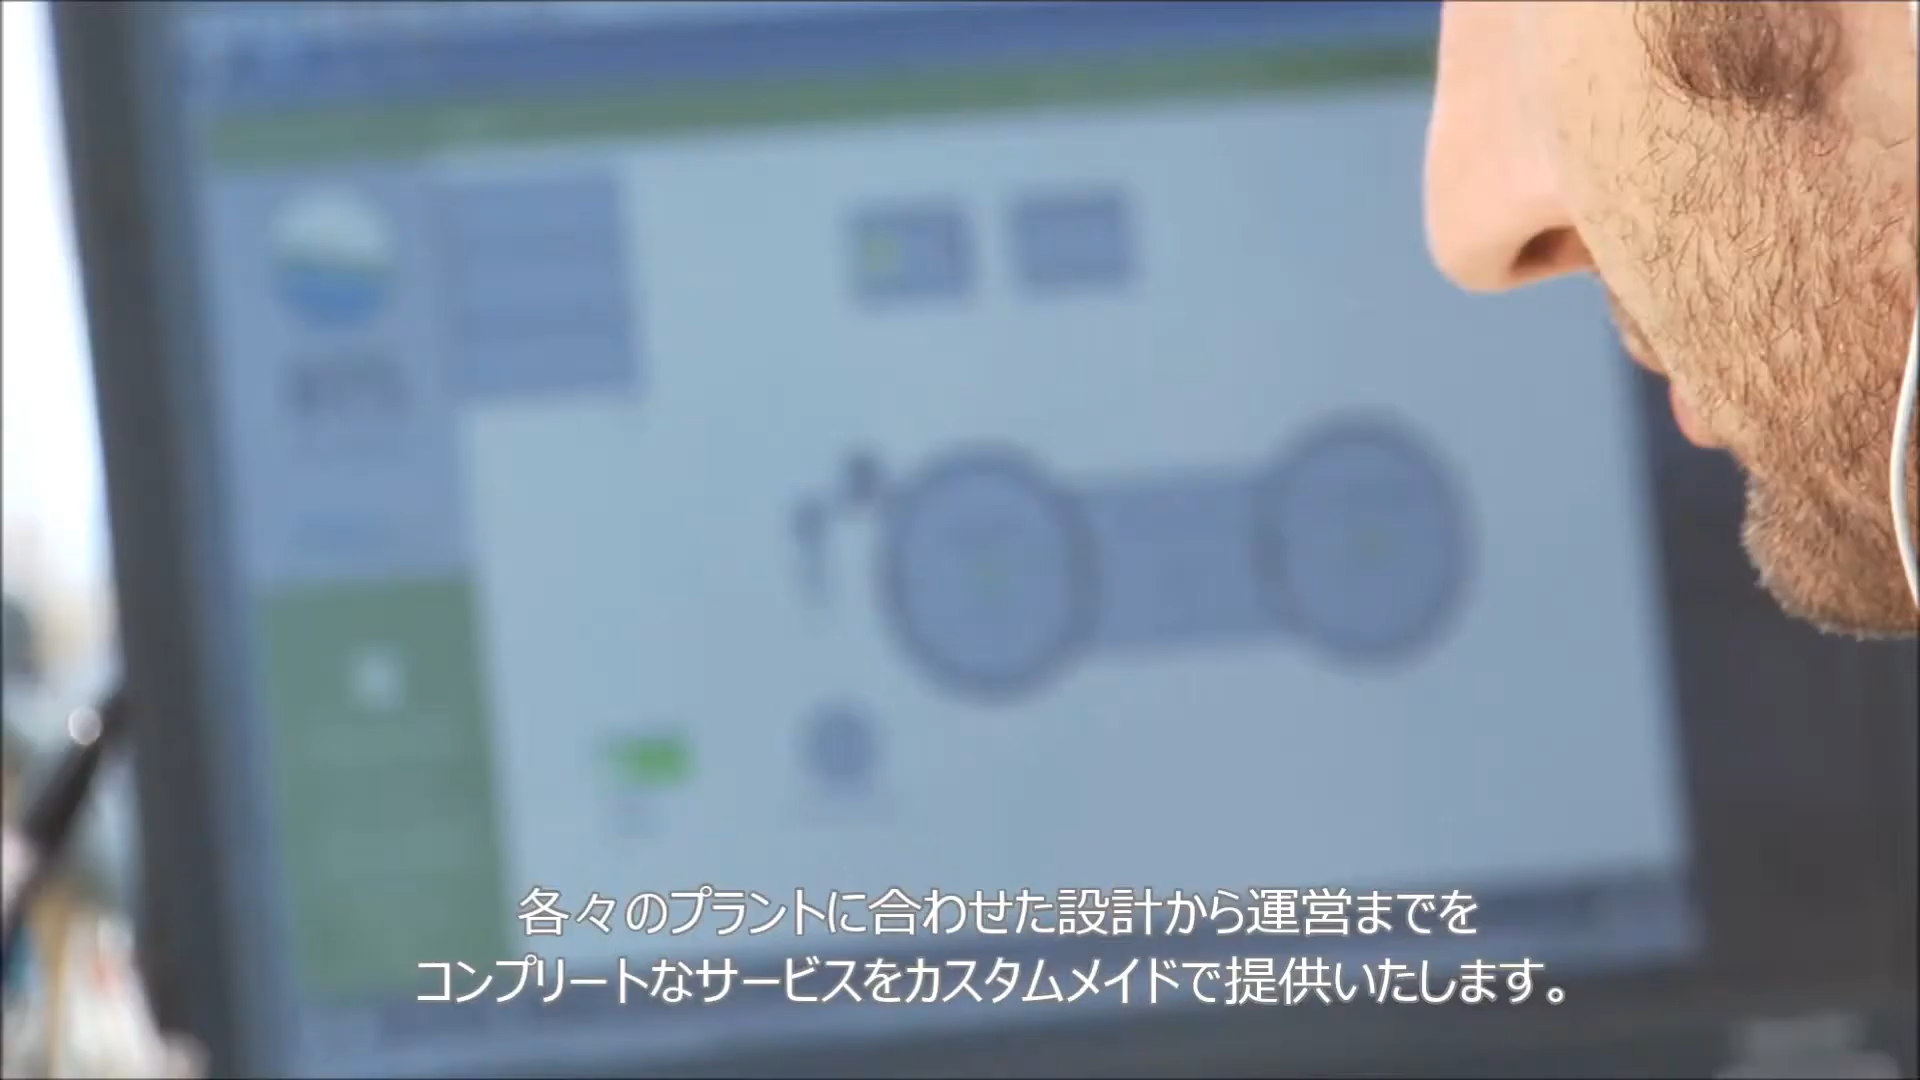 各々のプラントに合わせた設計から運営までを
コンプリートなサービスをカスタムメイドで提供いたします。